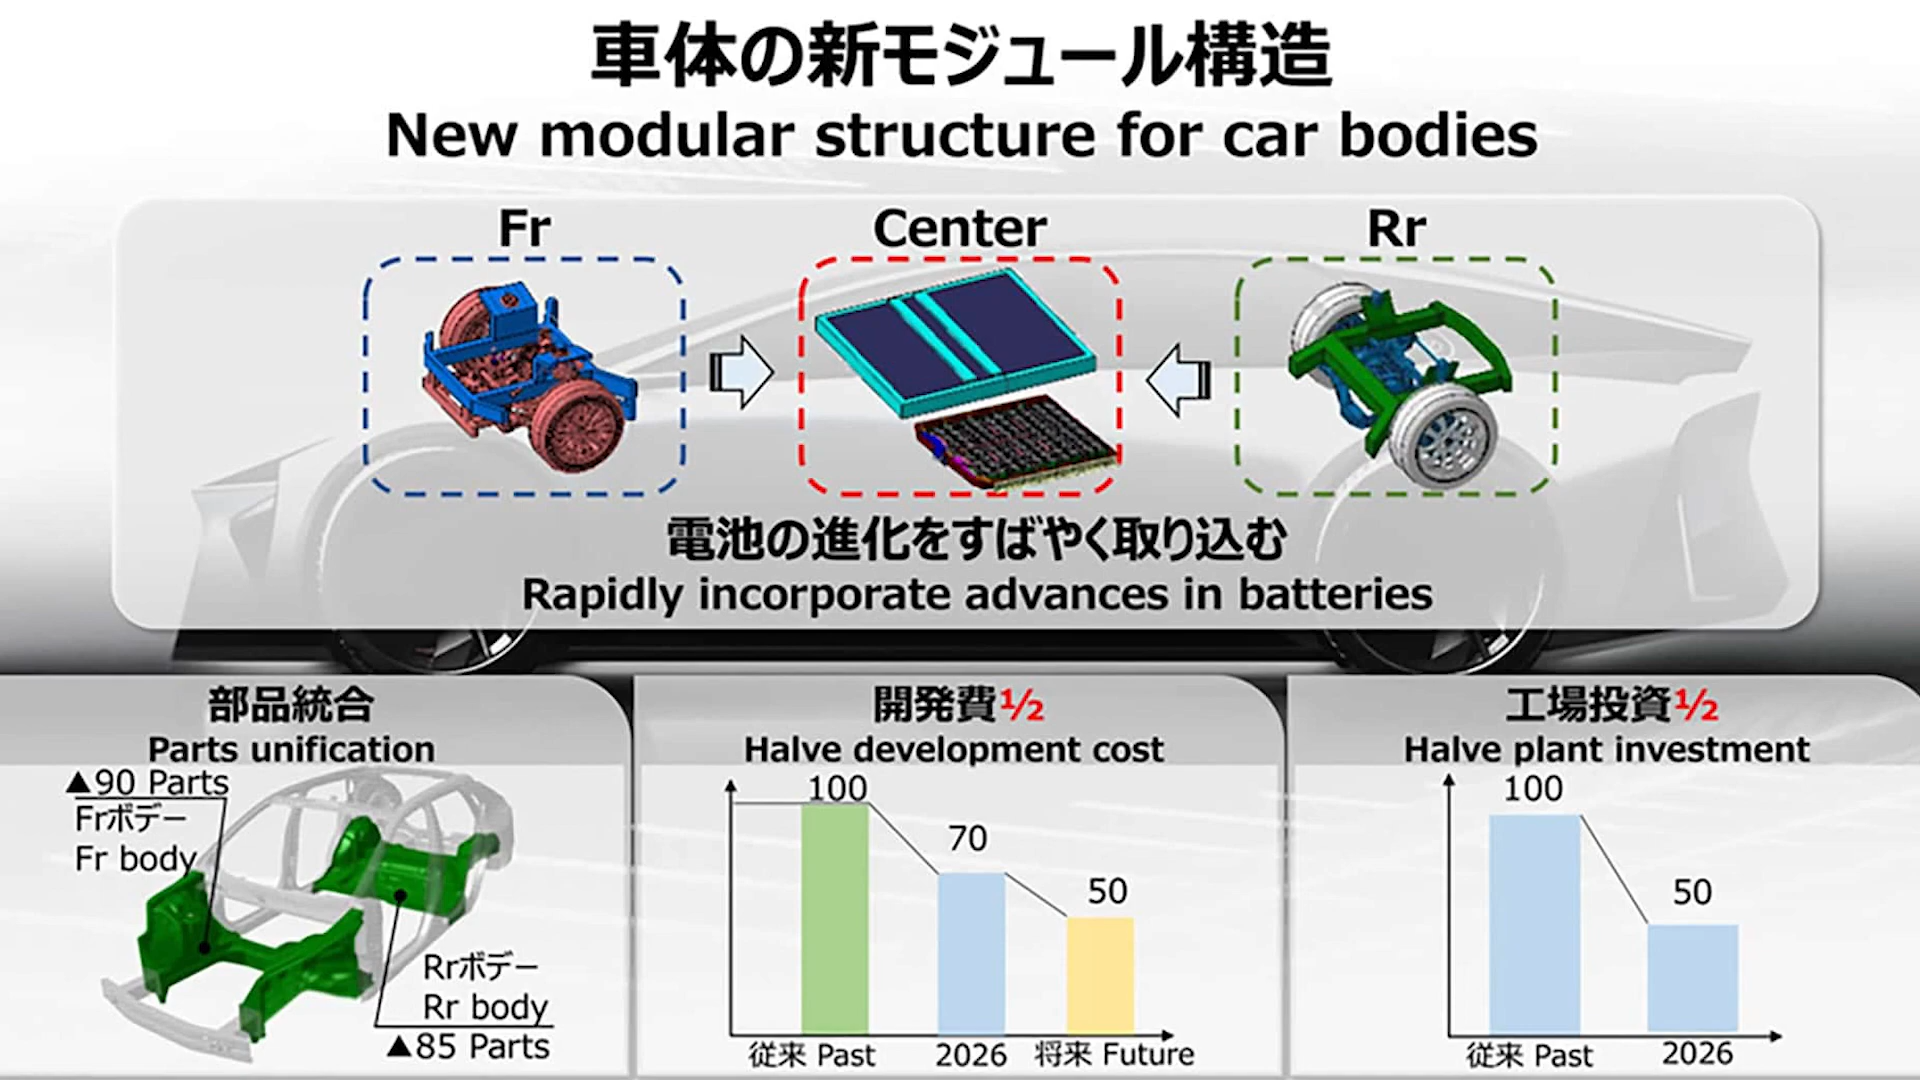 車体の新モジュール構造
New modular structure for car bodies
Fr
Center
Rr
電池の進化をすばやく取り込む
Rapidly incorporate advances in batteries
部品統合
Parts unification
▲90 Parts
Frボデー
Fr body
Rrボデー
Rr body
▲85 Parts
開発費½
Halve development cost
100
70
50
従来 Past
2026
将来 Future
工場投資½
Halve plant investment
100
50
従来 Past
2026